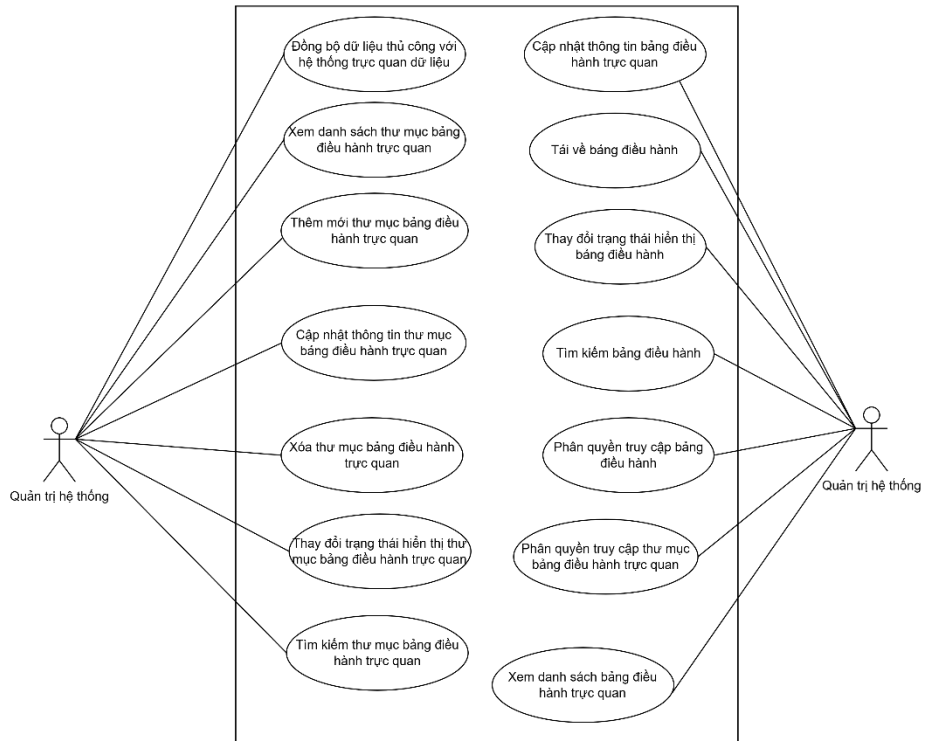 Đồng bộ dữ liệu thủ công với
hệ thống trực quan dữ liệu
Xem danh sách thư mục bảng
điều hành trực quan
Thêm mới thư mục bảng điều
hành trực quan
Cập nhật thông tin thư mục
bảng điều hành trực quan
Xóa thư mục bảng điều hành
trực quan
Thay đổi trạng thái hiển thị thư
mục bảng điều hành trực quan
Tìm kiếm thư mục bảng điều
hành trực quan
Cập nhật thông tin bảng điều
hành trực quan
Tải về bảng điều hành
Thay đổi trạng thái hiển thị
bảng điều hành
Tìm kiếm bảng điều hành
Phân quyền truy cập bảng
điều hành
Phân quyền truy cập thư mục
bảng điều hành trực quan
Xem danh sách bảng điều
hành trực quan
Quản trị hệ thống
Quản trị hệ thống